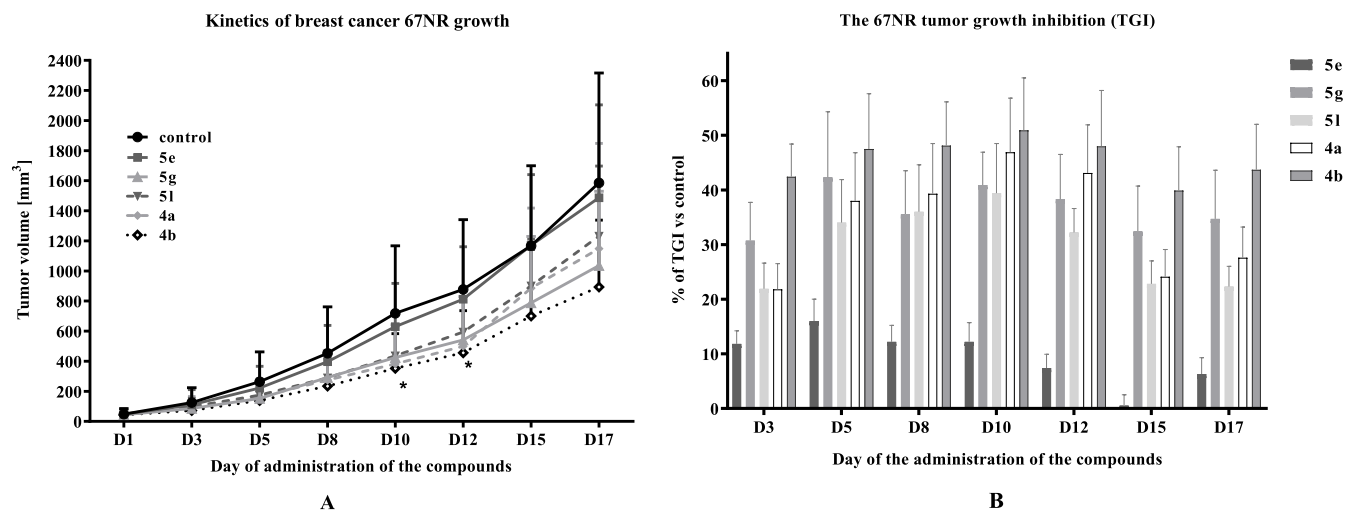 Kinetics of breast cancer 67NR growth
Tumor volume [mm3]
2400
2200
2000
1800
1600
1400
1200
1000
800
600
400
200
0
control
5e
5g
5l
4a
4b
*
*
D1 D3 D5 D8 D10 D12 D15 D17
Day of administration of the compounds
A
The 67NR tumor growth inhibition (TGI)
% of TGI vs control
60
50
40
30
20
10
0
D3 D5 D8 D10 D12 D15 D17
Day of the administration of the compounds
B
5e
5g
5l
4a
4b